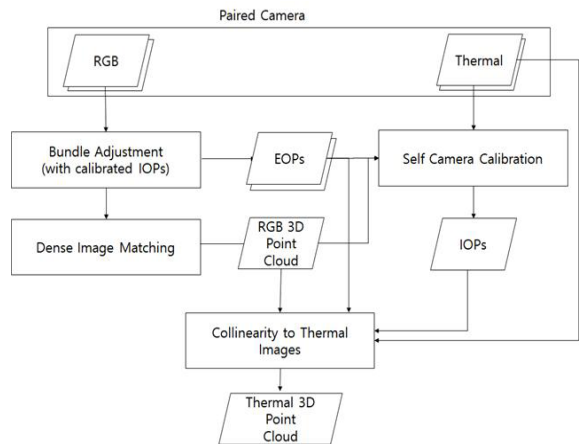 Paired Camera
RGB
Thermal
Bundle Adjustment
(with calibrated IOPs)
EOPs
Self Camera Calibration
Dense Image Matching
RGB 3D
Point
Cloud
IOPs
Collinearity to Thermal
Images
Thermal 3D
Point
Cloud